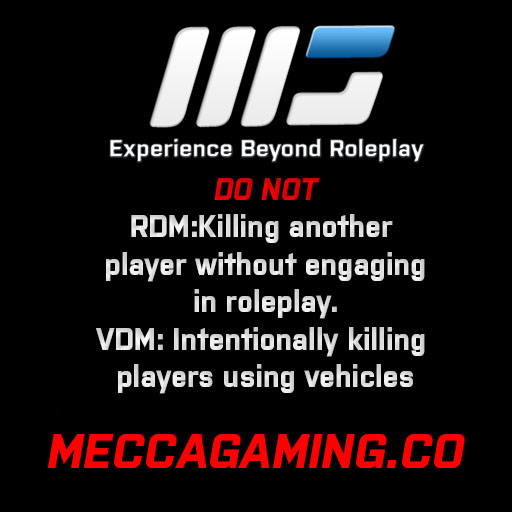 MG
Experience Beyond Roleplay
DO NOT
RDM:Killing another
player without engaging
in roleplay.
VDM: Intentionally killing
players using vehicles
MECCAGAMING.CO